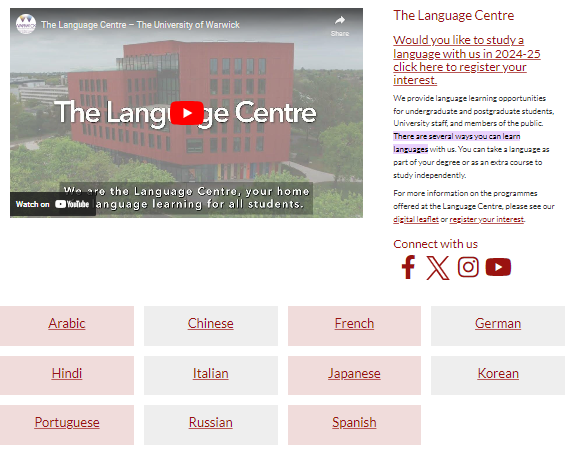 The Language Centre – The University of Warwick
Share
The Language Centre
We are the Language Centre, your home
language learning for all students.
Watch on YouTube
The Language Centre
Would you like to study a
language with us in 2024-25
click here to register your
interest.
We provide language learning opportunities
for undergraduate and postgraduate students,
University staff, and members of the public.
There are several ways you can learn
languages with us. You can take a language as
part of your degree or as an extra course to
study independently.
For more information on the programmes
offered at the Language Centre, please see our
digital leaflet or register your interest.
Connect with us
Arabic
Chinese
French
German
Hindi
Italian
Japanese
Korean
Portuguese
Russian
Spanish